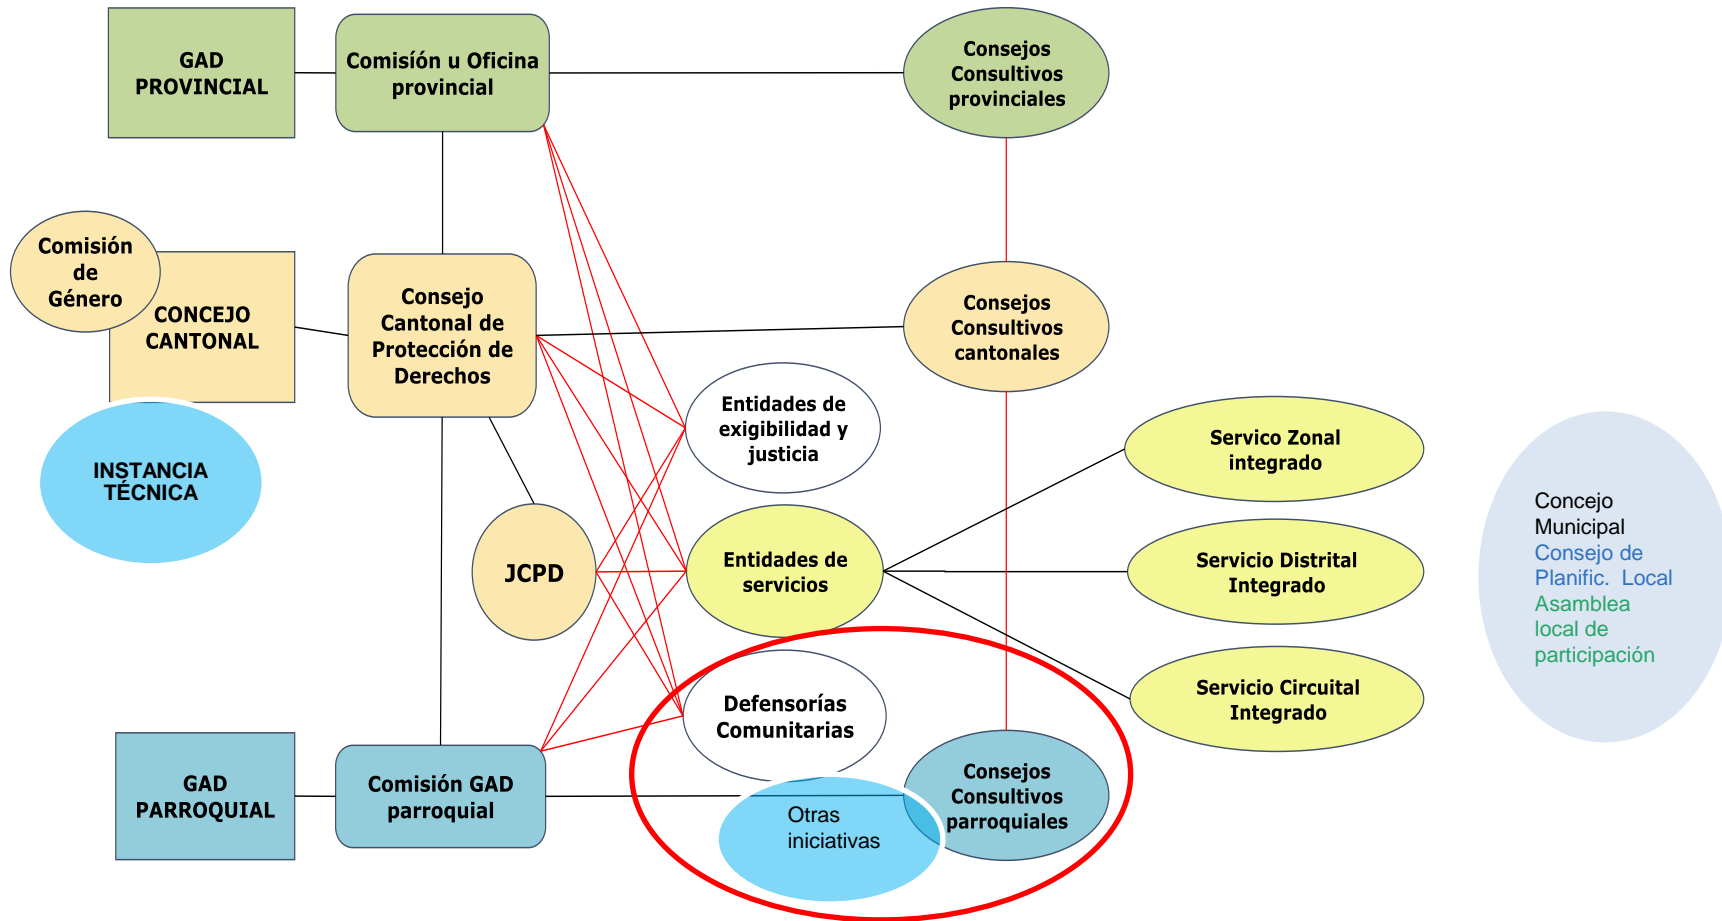 GAD
PROVINCIAL
Comisíón u Oficina
provincial
Consejos
Consultivos
provinciales
Comisión
de
Género
CONCEJO
CANTONAL
Consejo
Cantonal de
Protección de
Derechos
Consejos
Consultivos
cantonales
INSTANCIA
TÉCNICA
Entidades de
exigibilidad y
justicia
Servico Zonal
integrado
JCPD
Entidades de
servicios
Servicio Distrital
Integrado
Concejo
Municipal
Consejo de
Planific. Local
Asamblea
local de
participación
Defensorías
Comunitarias
Servicio Circuital
Integrado
GAD
PARROQUIAL
Comisión GAD
parroquial
Otras
iniciativas
Consejos
Consultivos
parroquiales